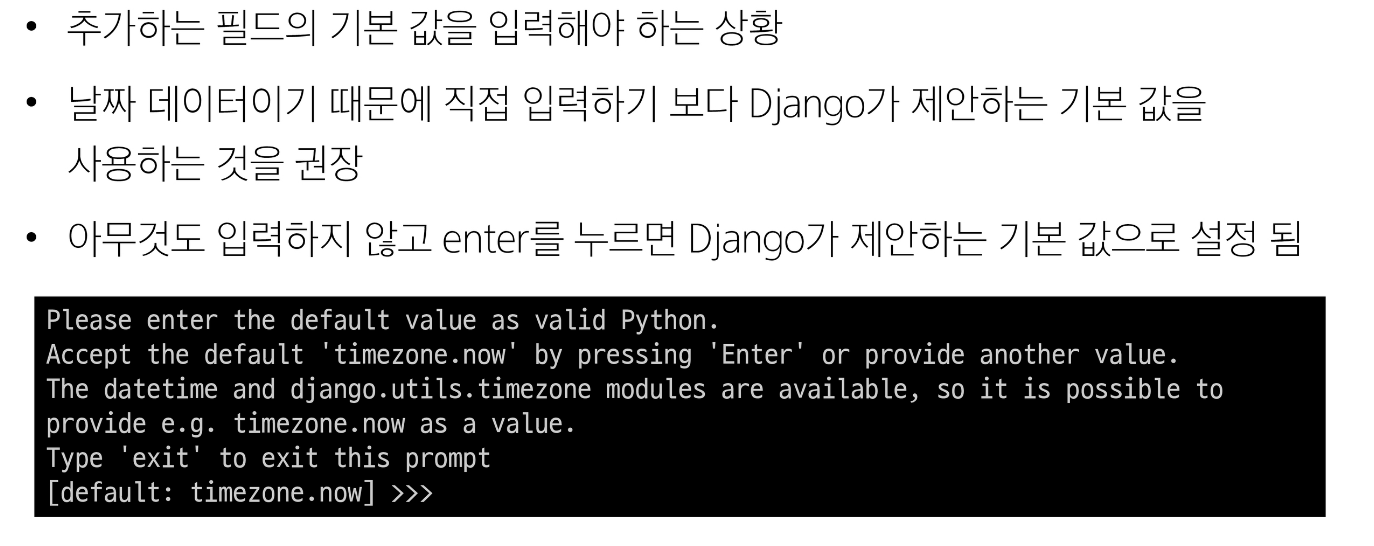 • 추가하는 필드의 기본 값을 입력해야 하는 상황
• 날짜 데이터이기 때문에 직접 입력하기 보다 Django가 제안하는 기본 값을
사용하는 것을 권장
• 아무것도 입력하지 않고 enter를 누르면 Django가 제안하는 기본 값으로 설정 됨
Please enter the default value as valid Python.
Accept the default 'timezone.now' by pressing 'Enter' or provide another value.
The datetime and django.utils.timezone modules are available, so it is possible to
provide e.g. timezone.now as a value.
Type 'exit' to exit this prompt
[default: timezone.now] >>>